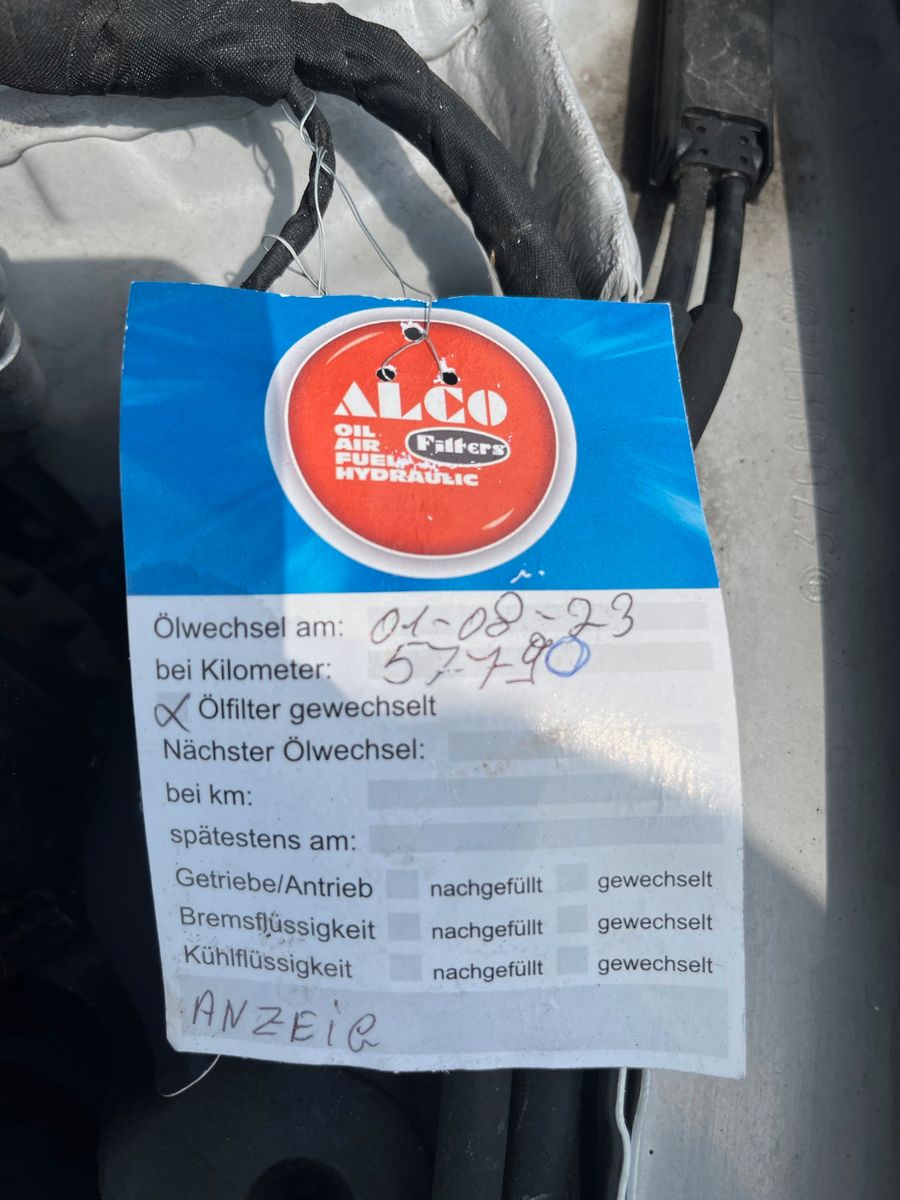 ALCO
OIL
AIR
FUEL
HYDRAULIC
Filters
Ölwechsel am: 01-08-23
bei Kilometer: 57790
Ölfilter gewechselt
Nächster Ölwechsel:
bei km:
spätestens am:
Getriebe/Antrieb nachgefüllt gewechselt
Bremsflüssigkeit nachgefüllt gewechselt
Kühlflüssigkeit nachgefüllt gewechselt
ANZEIG